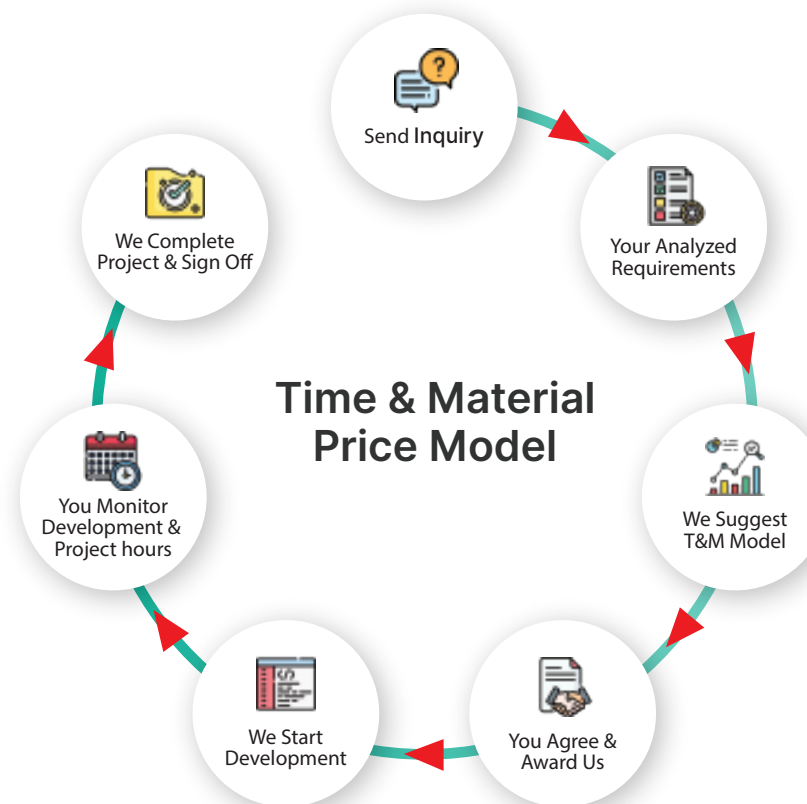 Send Inquiry
Your Analyzed
Requirements
We Suggest
T&M Model
You Agree &
Award Us
We Start
Development
You Monitor
Development &
Project hours
We Complete
Project & Sign Off
Time & Material
Price Model